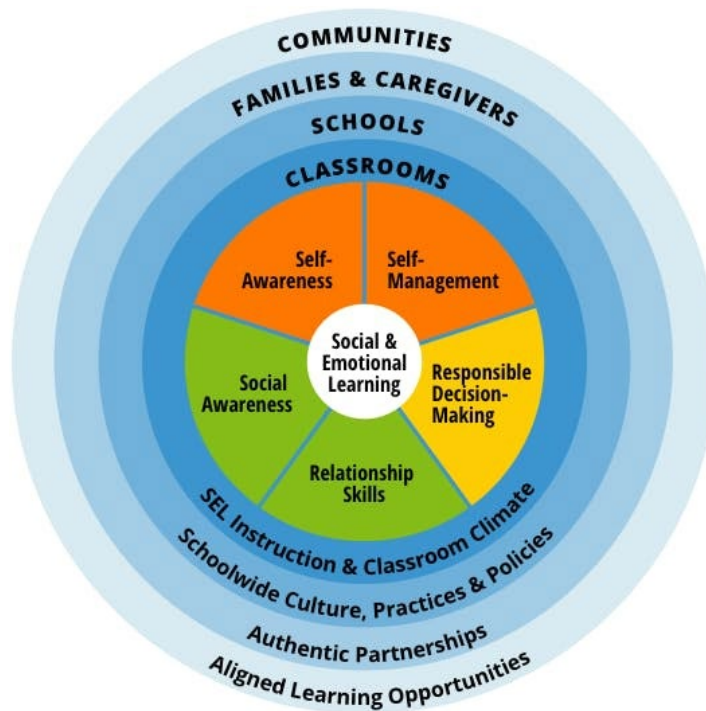 COMMUNITIES
FAMILIES & CAREGIVERS
SCHOOLS
CLASSROOMS
Self-
Awareness
Self-
Management
Social &
Emotional
Learning
Social
Awareness
Responsible
Decision-
Making
Relationship
Skills
SEL Instruction & Classroom Climate
Schoolwide Culture, Practices & Policies
Authentic Partnerships
Aligned Learning Opportunities